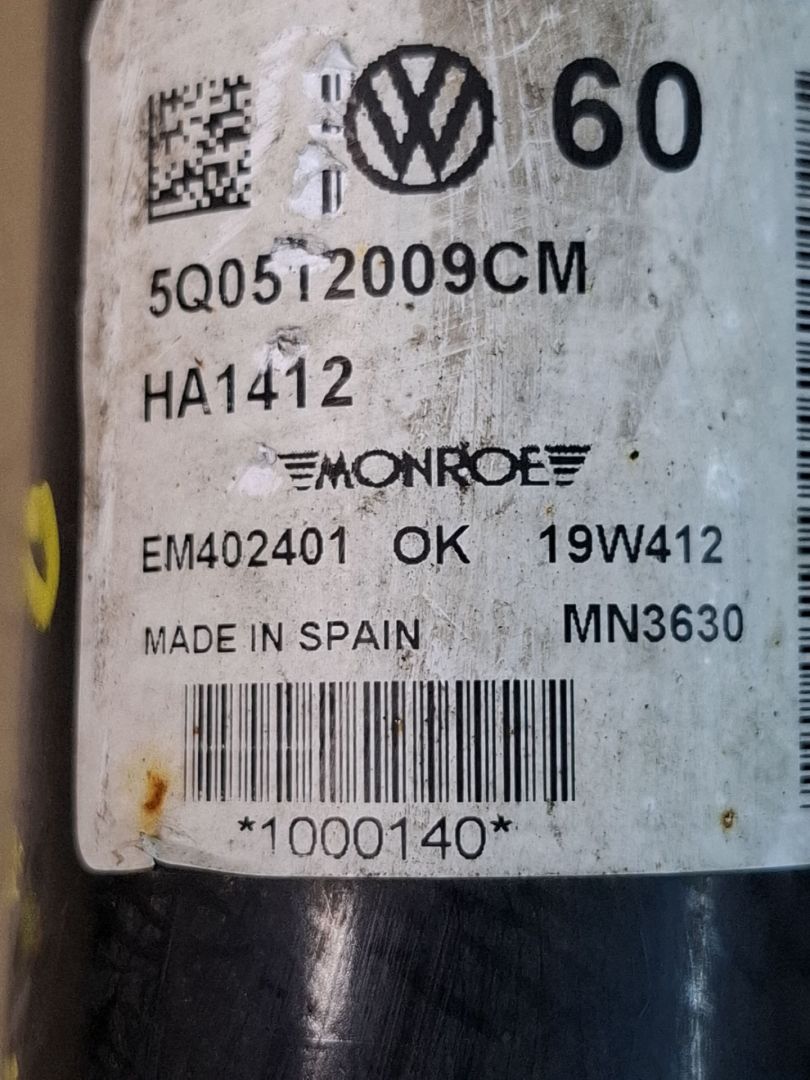 60
5Q0512009CM
HA1412
MONROE
EM402401 OK 19W412
MADE IN SPAIN MN3630
*1000140*